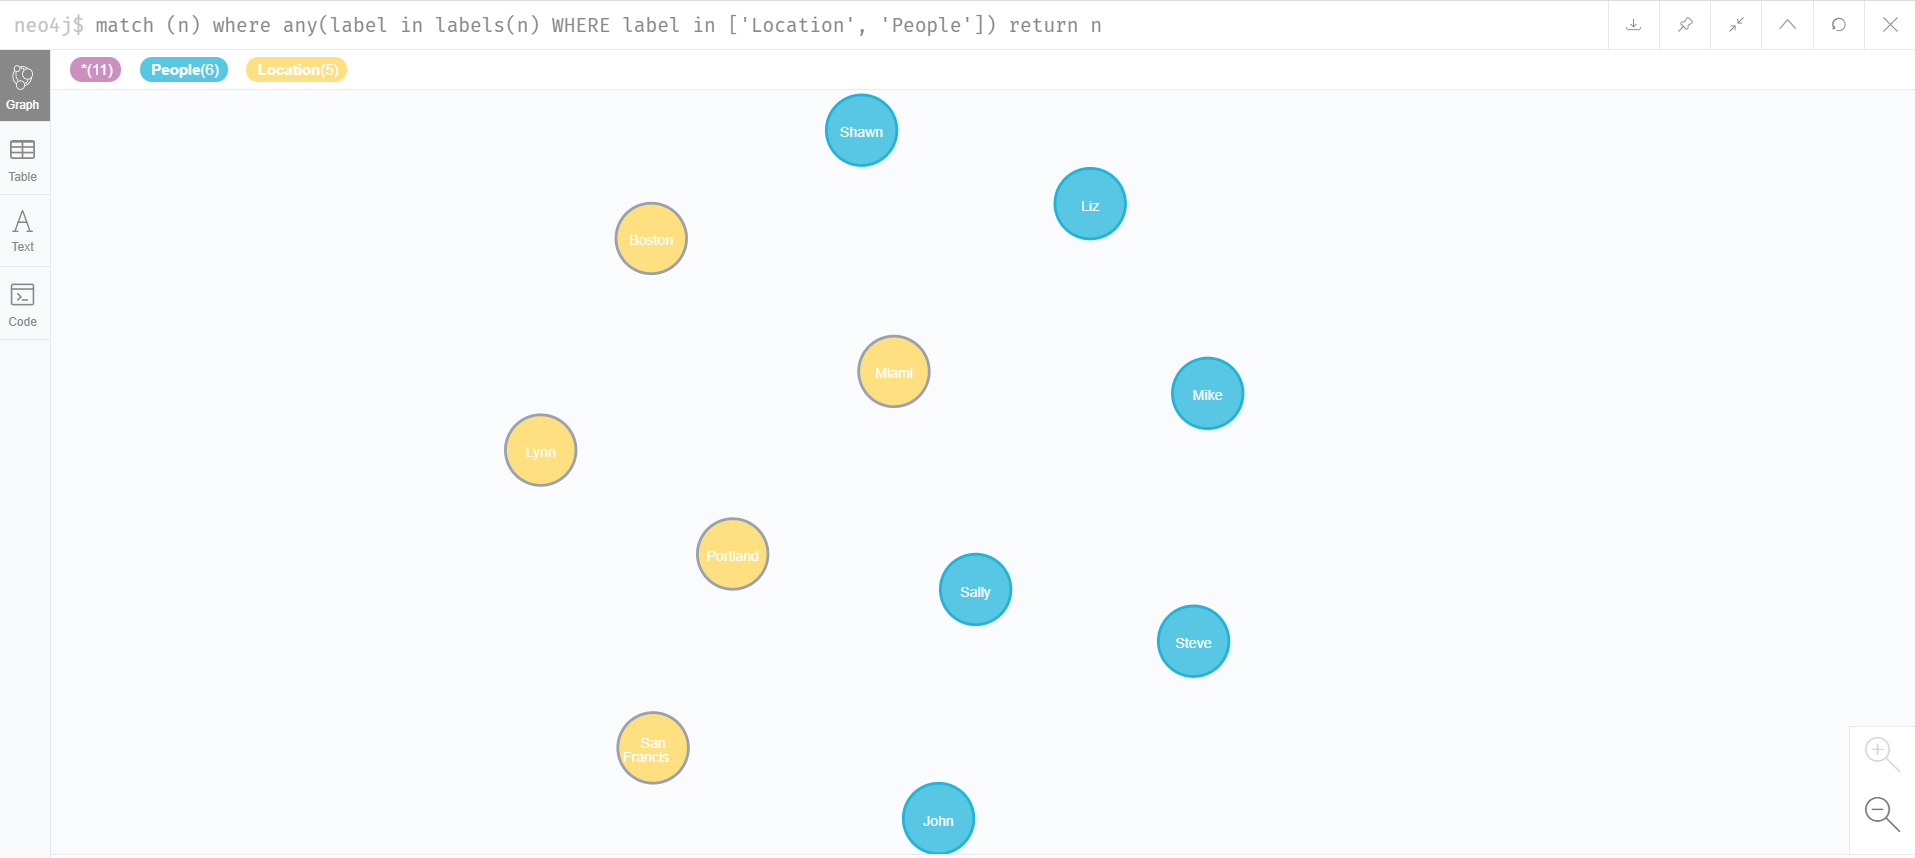 neo4j$ match (n) where any(label in labels(n) WHERE label in ['Location', 'People']) return n
*(11) People(6) Location(5)
Graph
Table
Text
Code
Shawn
Liz
Boston
Miami
Mike
Lynn
Portland
Sally
Steve
San
Francis...
John